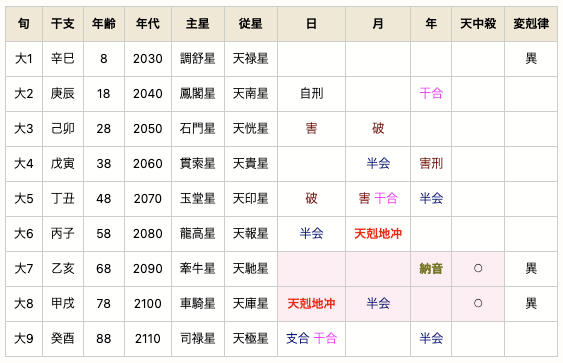 旬 干支 年齢 年代 主星 従星 日 月 年 天中殺 変剋律
大1 辛巳 8 2030 調舒星 天禄星 異
大2 庚辰 18 2040 鳳閣星 天南星 自刑 干合
大3 己卯 28 2050 石門星 天恍星 害 破
大4 戊寅 38 2060 貫索星 天貴星 半会 害刑
大5 丁丑 48 2070 玉堂星 天印星 破 害 干合 半会
大6 丙子 58 2080 龍高星 天報星 半会 天剋地冲
大7 乙亥 68 2090 牽牛星 天馳星 納音 ○ 異
大8 甲戌 78 2100 車騎星 天庫星 天剋地冲 半会 ○ 異
大9 癸酉 88 2110 司禄星 天極星 支合 干合 半会